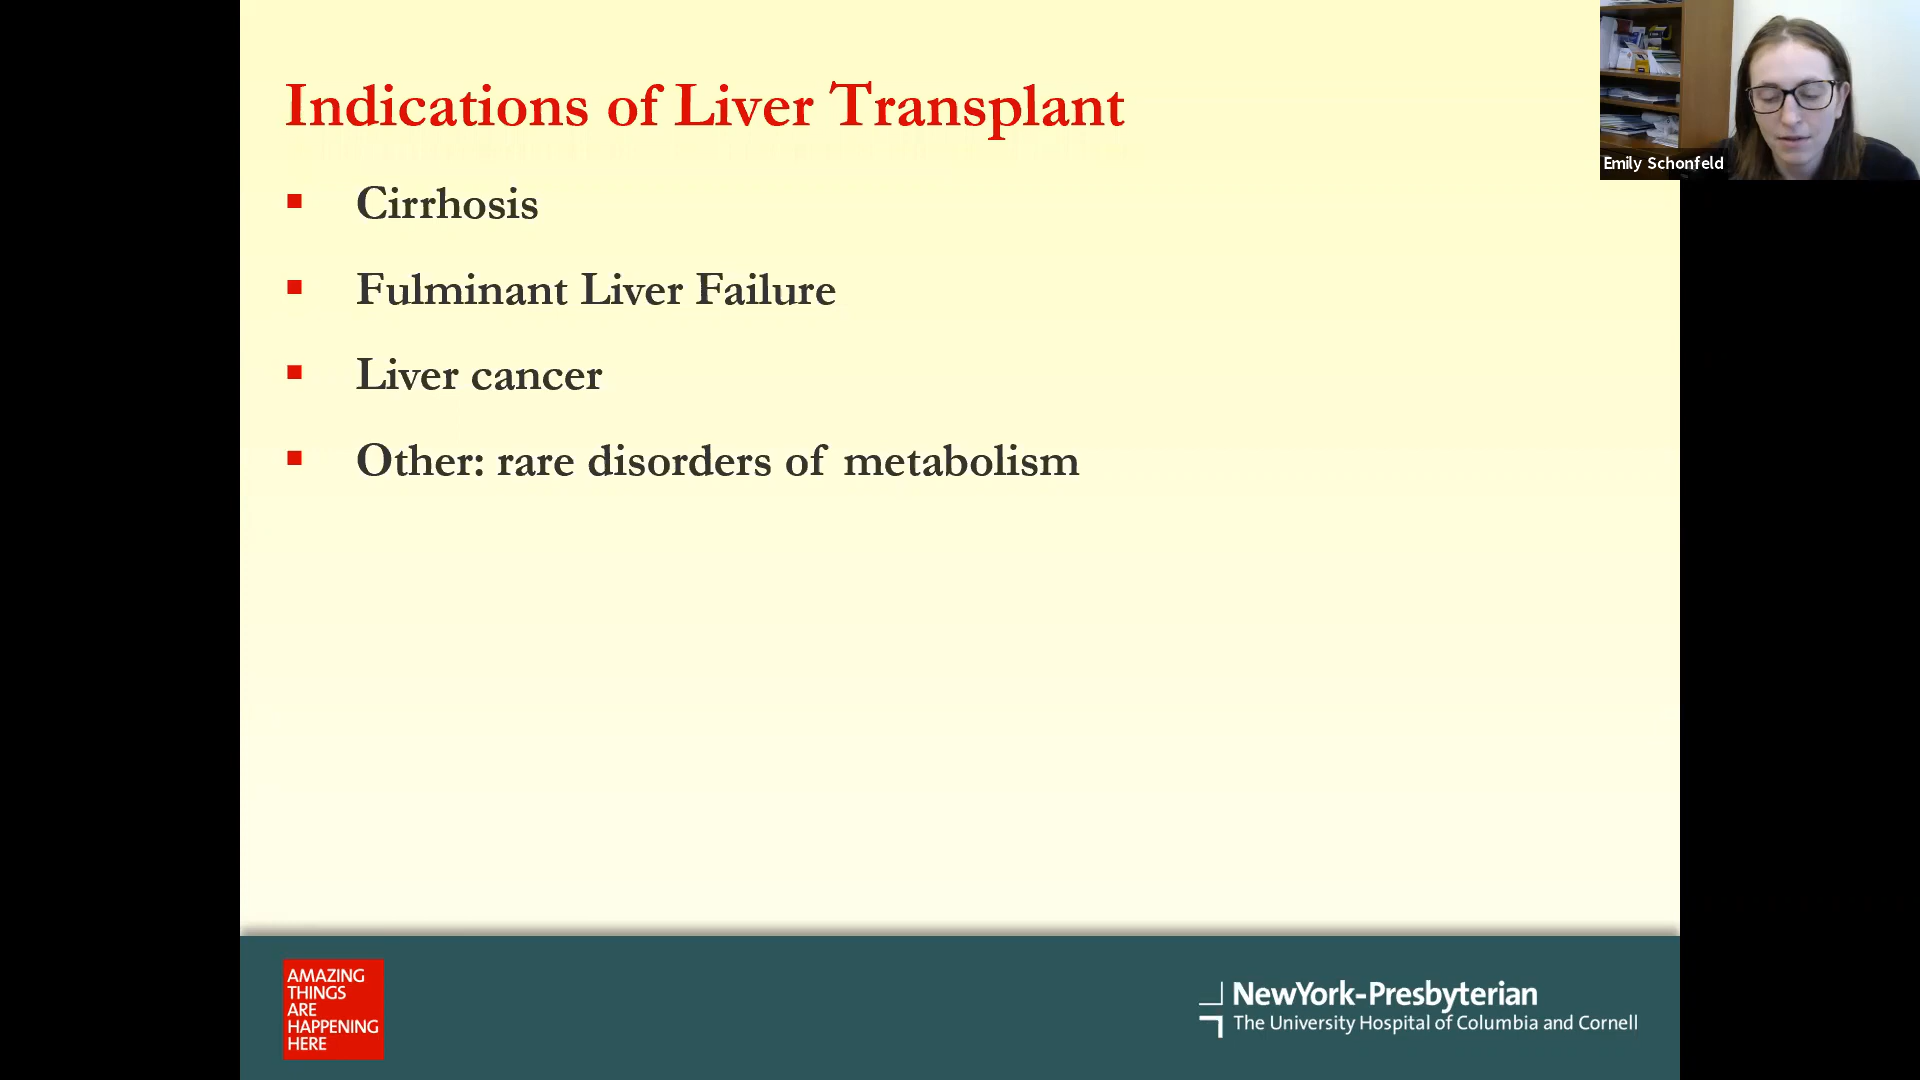 Indications of Liver Transplant
Cirrhosis
Fulminant Liver Failure
Liver cancer
Other: rare disorders of metabolism
Emily Schonfeld
AMAZING
THINGS
ARE
HAPPENING
HERE
NewYork-Presbyterian
The University Hospital of Columbia and Cornell